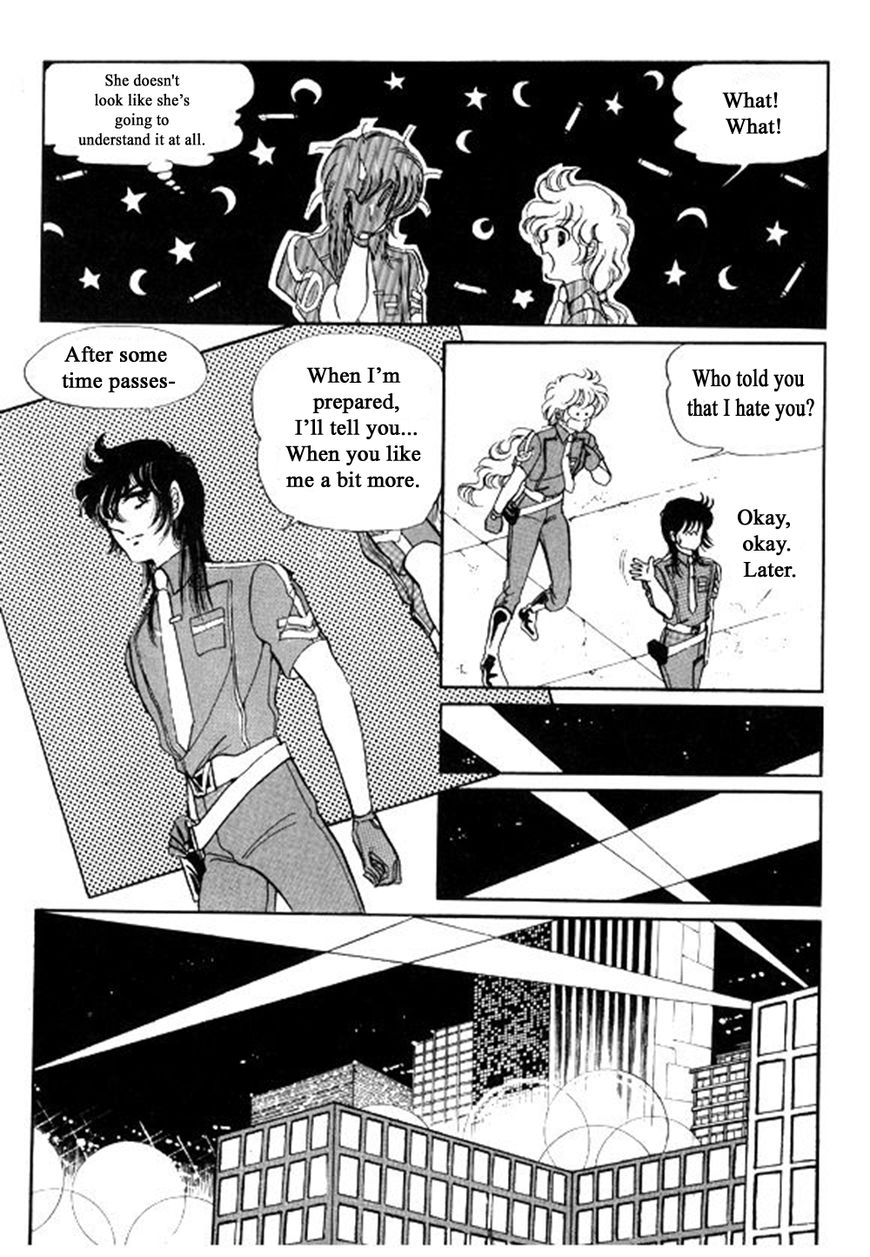 She doesn't
look like she's
going to
understand it at all.
What!
What!
After some
time passes-
When I'm
prepared,
I'll tell you...
When you like
me a bit more.
Who told you
that I hate you?
Okay,
okay.
Later.